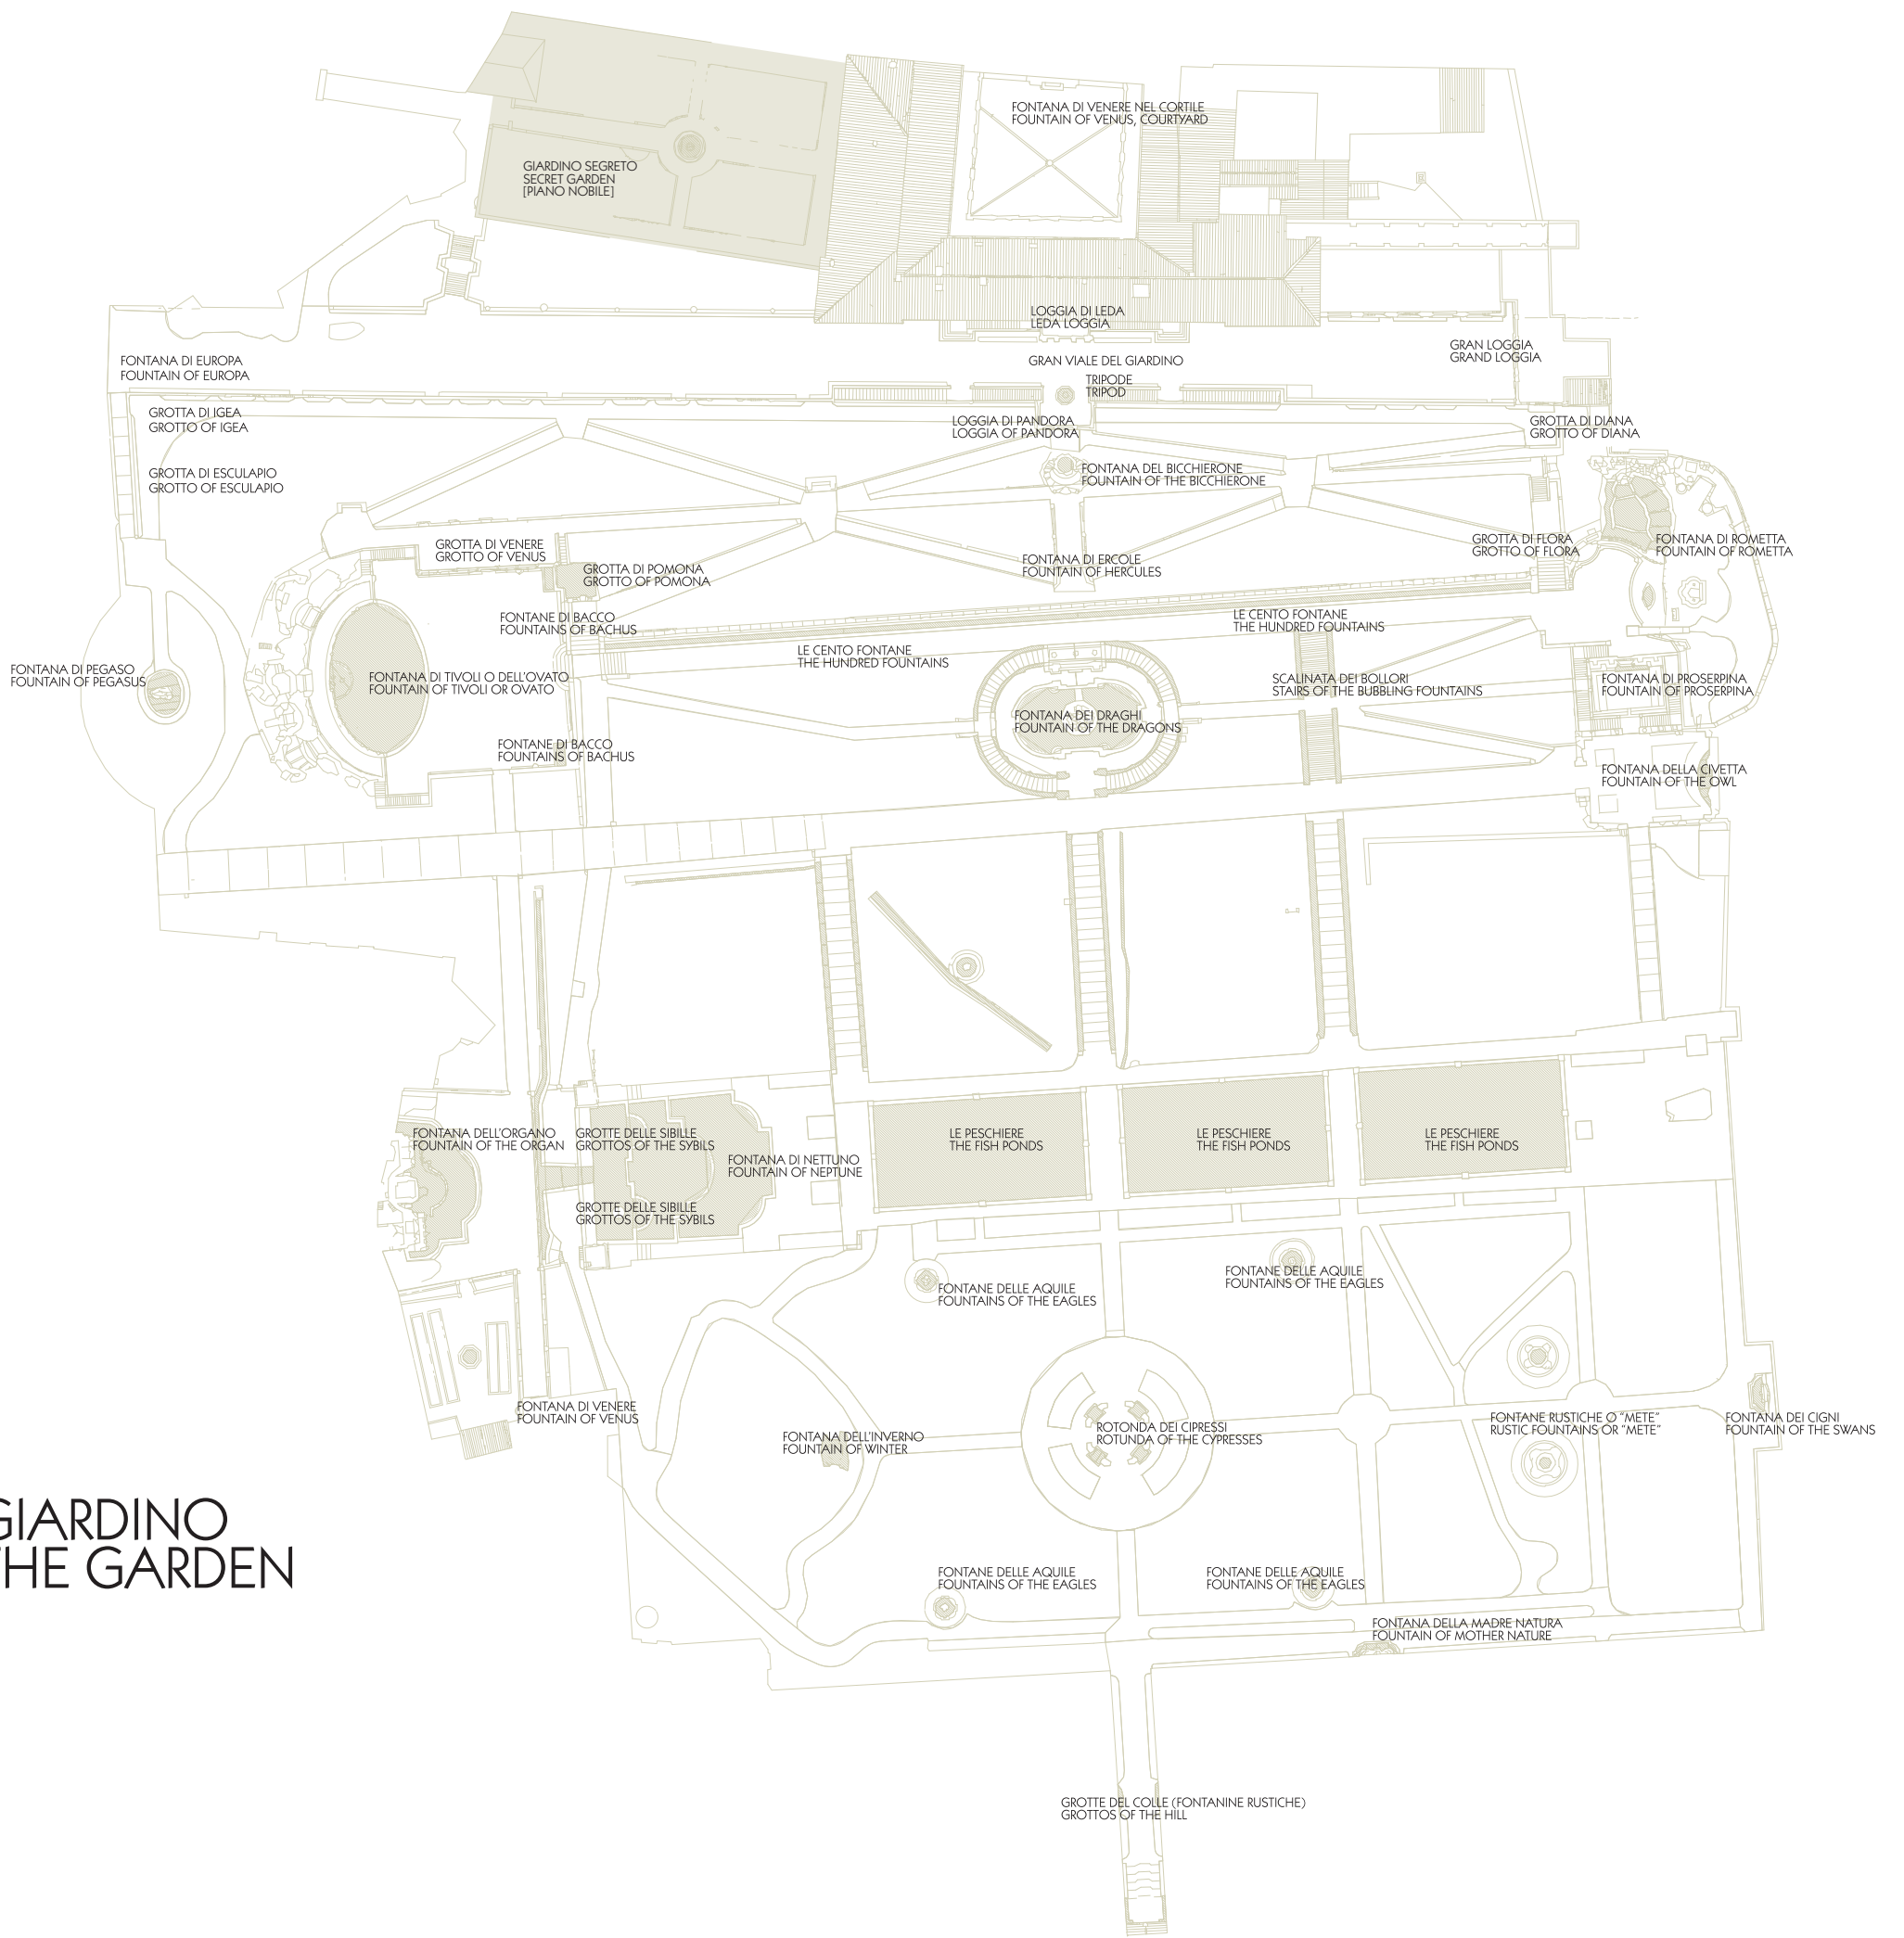 FONTANA DI VENERE NEL CORTILE
FOUNTAIN OF VENUS, COURTYARD
GIARDINO SEGRETO
SECRET GARDEN
[PIANO NOBILE]
LOGGIA DI LEDA
LEDA LOGGIA
GRAN LOGGIA
GRAND LOGGIA
FONTANA DI EUROPA
FOUNTAIN OF EUROPA
GRAN VIALE DEL GIARDINO
TRIPODE
TRIPOD
GROTTA DI IGEA
GROTTO OF IGEA
LOGGIA DI PANDORA
LOGGIA OF PANDORA
GROTTA DI DIANA
GROTTO OF DIANA
GROTTA DI ESCULAPIO
GROTTO OF ESCULAPIO
FONTANA DEL BICCHIERONE
FOUNTAIN OF THE BICCHIERONE
GROTTA DI VENERE
GROTTO OF VENUS
GROTTA DI FLORA
GROTTO OF FLORA
FONTANA DI ROMETTA
FOUNTAIN OF ROMETTA
GROTTA DI POMONA
GROTTO OF POMONA
FONTANA DI ERCOLE
FOUNTAIN OF HERCULES
FONTANE DI BACCO
FOUNTAINS OF BACHUS
LE CENTO FONTANE
THE HUNDRED FOUNTAINS
LE CENTO FONTANE
THE HUNDRED FOUNTAINS
FONTANA DI PEGASO
FOUNTAIN OF PEGASUS
FONTANA DI TIVOLI O DELL'OVATO
FOUNTAIN OF TIVOLI OR OVATO
SCALINATA DEI BOLLORI
STAIRS OF THE BUBBLING FOUNTAINS
FONTANA DI PROSERPINA
FOUNTAIN OF PROSERPINA
FONTANA DEI DRAGHI
FOUNTAIN OF THE DRAGONS
FONTANE DI BACCO
FOUNTAINS OF BACHUS
FONTANA DELLA CIVETTA
FOUNTAIN OF THE OWL
FONTANA DELL'ORGANO
FOUNTAIN OF THE ORGAN
GROTTE DELLE SIBILLE
GROTTOS OF THE SYBILS
LE PESCHIERE
THE FISH PONDS
LE PESCHIERE
THE FISH PONDS
LE PESCHIERE
THE FISH PONDS
FONTANA DI NETTUNO
FOUNTAIN OF NEPTUNE
GROTTE DELLE SIBILLE
GROTTOS OF THE SYBILS
FONTANE DELLE AQUILE
FOUNTAINS OF THE EAGLES
FONTANE DELLE AQUILE
FOUNTAINS OF THE EAGLES
FONTANA DI VENERE
FOUNTAIN OF VENUS
FONTANA DELL'INVERNO
FOUNTAIN OF WINTER
ROTONDA DEI CIPRESSI
ROTUNDA OF THE CYPRESSES
FONTANE RUSTICHE O "METE"
RUSTIC FOUNTAINS OR "METE"
FONTANA DEI CIGNI
FOUNTAIN OF THE SWANS
GIARDINO
THE GARDEN
FONTANE DELLE AQUILE
FOUNTAINS OF THE EAGLES
FONTANE DELLE AQUILE
FOUNTAINS OF THE EAGLES
FONTANA DELLA MADRE NATURA
FOUNTAIN OF MOTHER NATURE
GROTTE DEL COLLE (FONTANINE RUSTICHE)
GROTTOS OF THE HILL